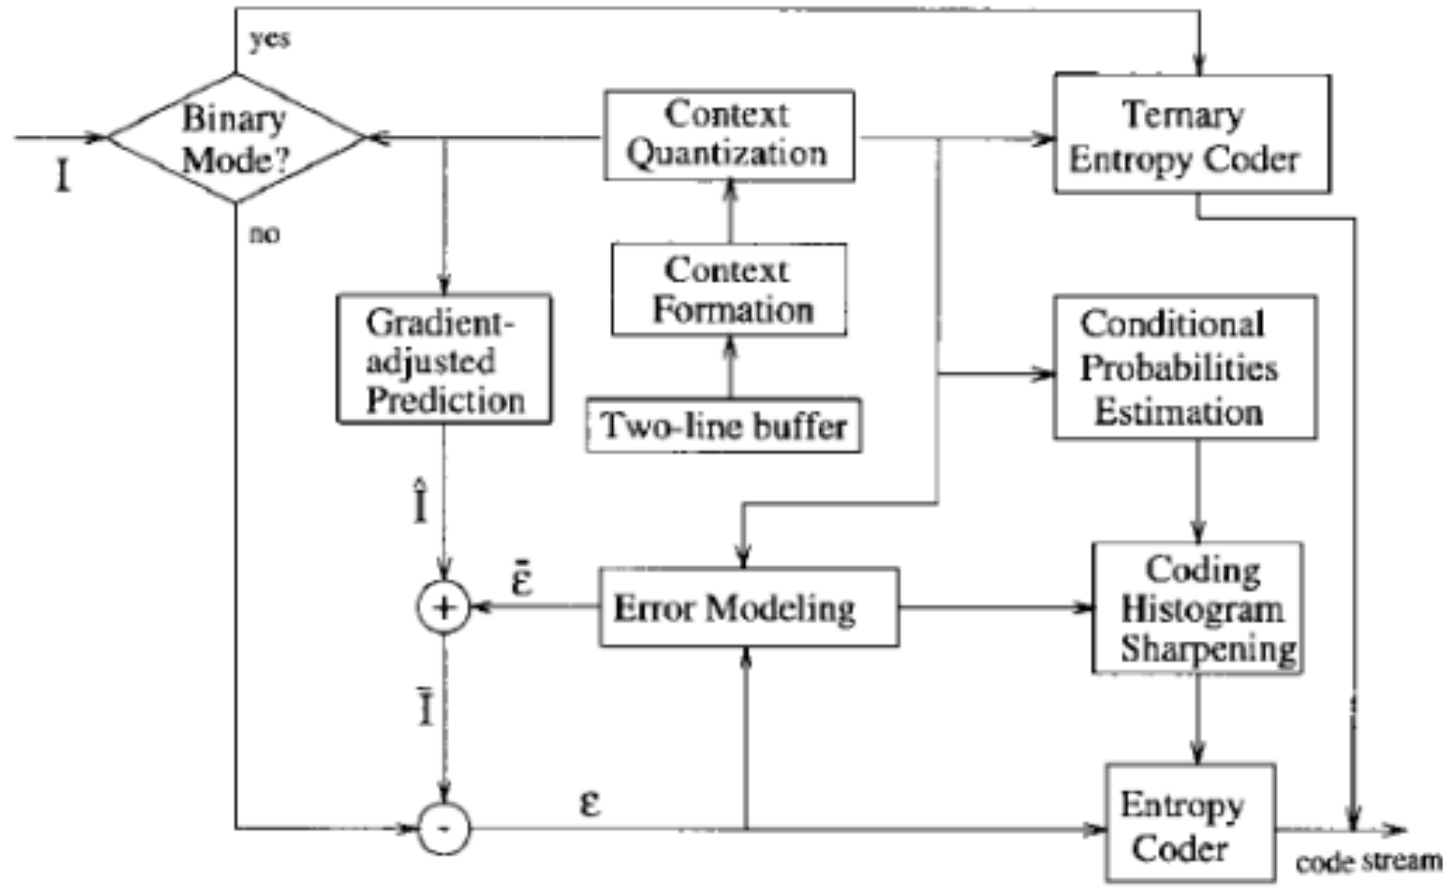 yes
Binary
Mode?
I
no
Context
Quantization
Ternary
Entropy Coder
Context
Formation
Gradient-
adjusted
Prediction
Two-line buffer
Conditional
Probabilities
Estimation
Î
ε̄
+
Error Modeling
Coding
Histogram
Sharpening
Ī
-
ε
Entropy
Coder
code stream